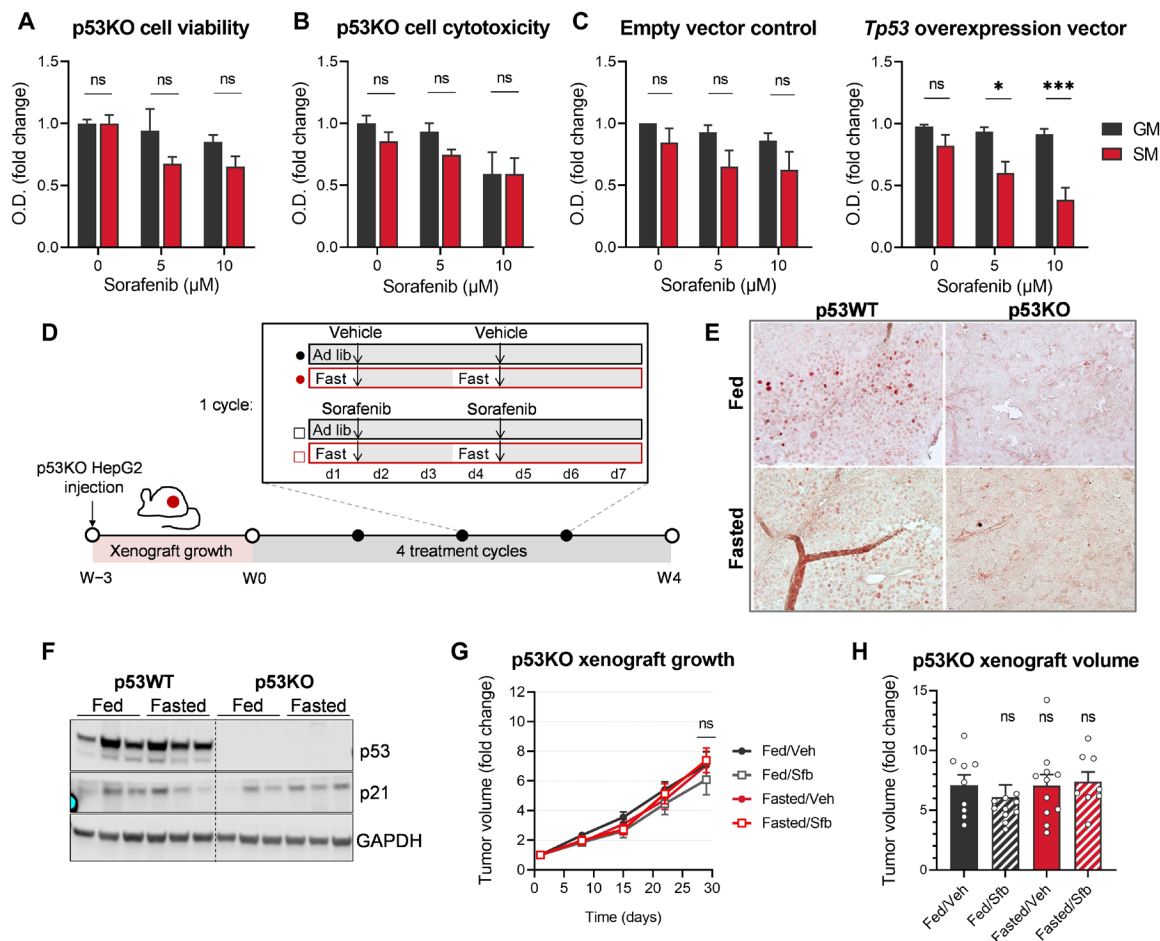 A p53KO cell viability
O.D. (fold change)
1.5
1.0
0.5
0.0
ns ns ns
0 5 10
Sorafenib (µM)
B p53KO cell cytotoxicity
O.D. (fold change)
1.5
1.0
0.5
0.0
ns ns ns
0 5 10
Sorafenib (µM)
C Empty vector control
O.D. (fold change)
1.5
1.0
0.5
0.0
ns ns ns
0 5 10
Sorafenib (µM)
Tp53 overexpression vector
O.D. (fold change)
1.5
1.0
0.5
0.0
ns * ***
0 5 10
Sorafenib (µM)
GM
SM
D
Vehicle Vehicle
Ad lib
Fast Fast
1 cycle:
Sorafenib Sorafenib
Ad lib
Fast Fast
d1 d2 d3 d4 d5 d6 d7
p53KO HepG2
injection
Xenograft growth 4 treatment cycles
W−3 W0 W4
E
p53WT p53KO
Fed
Fasted
F
p53WT p53KO
Fed Fasted Fed Fasted
p53
p21
GAPDH
G p53KO xenograft growth
Tumor volume (fold change)
12
10
8
6
4
2
0
ns
0 5 10 15 20 25 30
Time (days)
Fed/Veh
Fed/Sfb
Fasted/Veh
Fasted/Sfb
H p53KO xenograft volume
Tumor volume (fold change)
15
10
5
0
ns ns ns
Fed/Veh
Fed/Sfb
Fasted/Veh
Fasted/Sfb